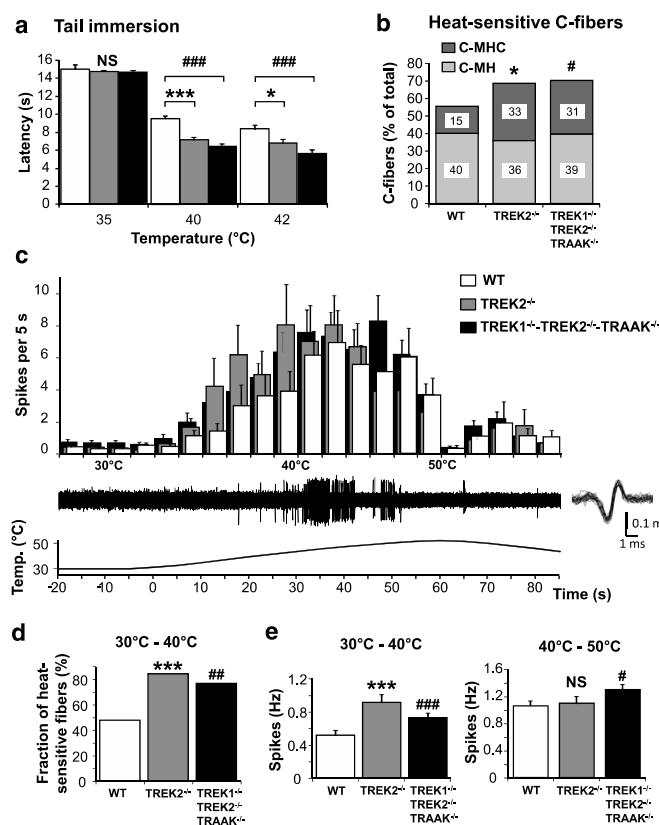 a
Tail immersion
Latency (s)
16
14
12
10
8
6
4
2
0
NS
***
###
*
###
35
40
42
Temperature (°C)
b
Heat-sensitive C-fibers
C-MHC
C-MH
C-fibers (% of total)
80
70
60
50
40
30
20
10
0
*
#
15
33
31
40
36
39
WT
TREK2-/-
TREK1-/-
TREK2-/-
TRAAK-/-
c
WT
TREK2-/-
TREK1-/--TREK2-/--TRAAK-/-
Spikes per 5 s
10
8
6
4
2
0
30°C
40°C
50°C
0.1 m
1 ms
Temp. (°C)
50
30
-20
-10
0
10
20
30
40
50
60
70
80
Time (s)
d
30°C - 40°C
Fraction of heat-
sensitive fibers (%)
80
60
40
20
0
***
##
WT
TREK2-/-
TREK1-/-
TREK2-/-
TRAAK-/-
e
30°C - 40°C
Spikes (Hz)
1.2
0.8
0.4
0
***
###
WT
TREK2-/-
TREK1-/-
TREK2-/-
TRAAK-/-
40°C - 50°C
Spikes (Hz)
1.6
1.2
0.8
0.4
0
NS
#
WT
TREK2-/-
TREK1-/-
TREK2-/-
TRAAK-/-